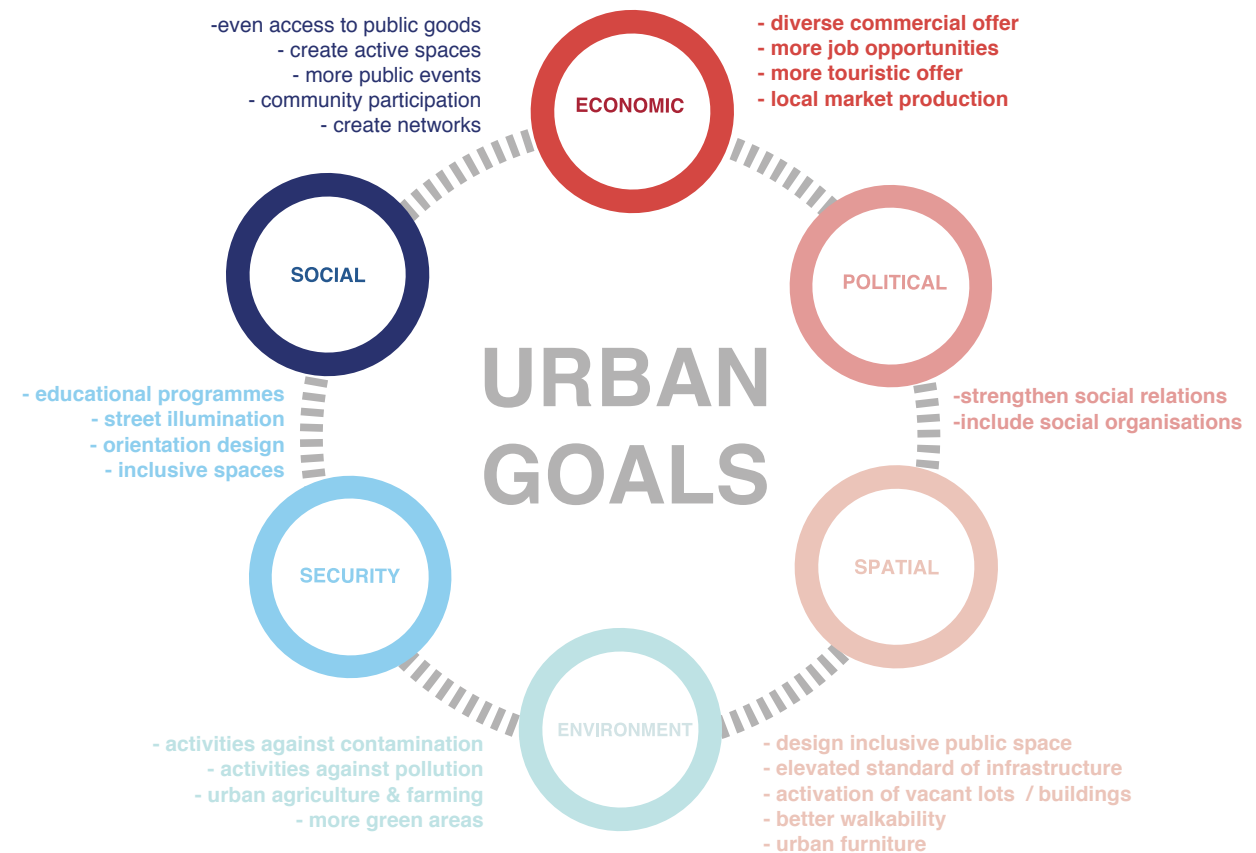 -even access to public goods
- create active spaces
- more public events
- community participation
- create networks
- diverse commercial offer
- more job opportunities
- more touristic offer
- local market production
ECONOMIC
SOCIAL
POLITICAL
URBAN
GOALS
- educational programmes
- street illumination
- orientation design
- inclusive spaces
-strengthen social relations
-include social organisations
SECURITY
SPATIAL
ENVIRONMENT
- activities against contamination
- activities against pollution
- urban agriculture & farming
- more green areas
- design inclusive public space
- elevated standard of infrastructure
- activation of vacant lots / buildings
- better walkability
- urban furniture